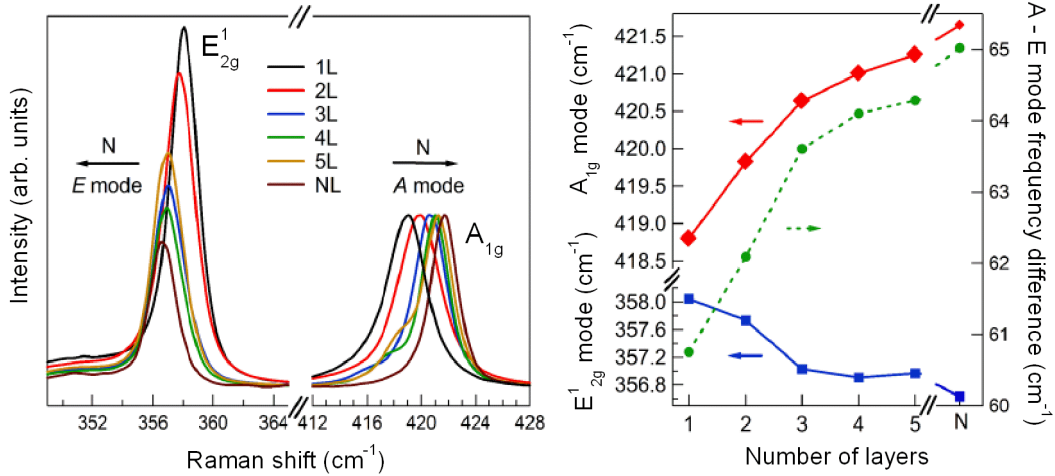 E¹₂g
1L
2L
3L
4L
5L
NL
N
E mode
N
A mode
A₁g
Intensity (arb. units)
352 356 360 364 412 416 420 424 428
Raman shift (cm⁻¹)
A₁g mode (cm⁻¹)
E¹₂g mode (cm⁻¹)
421.5
421.0
420.5
420.0
419.5
419.0
418.5
358.0
357.6
357.2
356.8
65
64
63
62
61
60
A - E mode frequency difference (cm⁻¹)
1 2 3 4 5 N
Number of layers